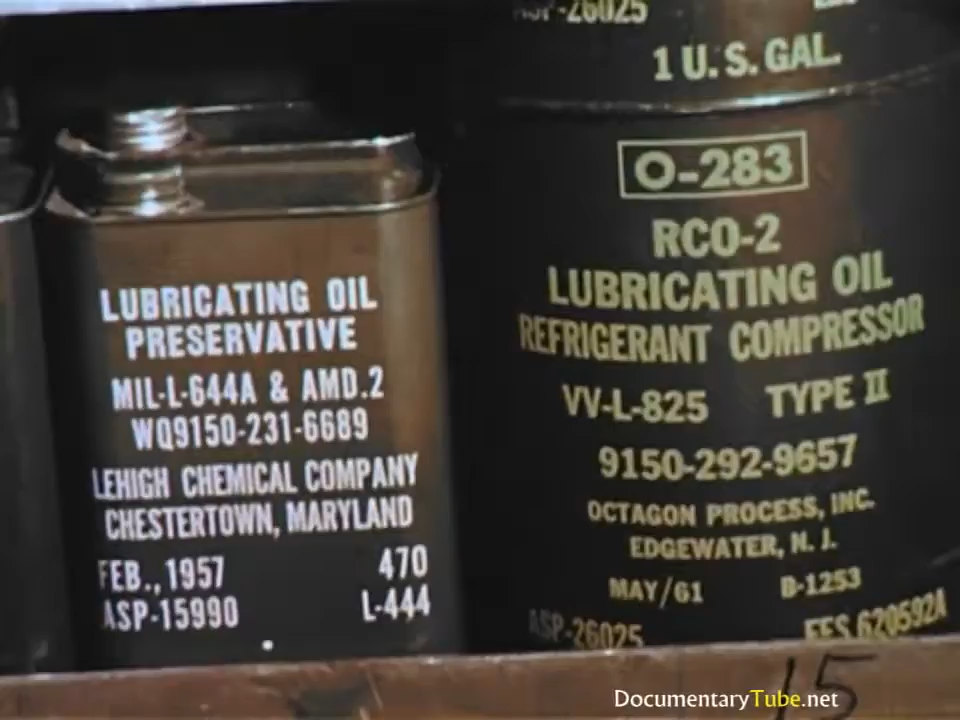 LUBRICATING OIL
PRESERVATIVE
MIL-L-644A & AMD.2
WQ9150-231-6689
LEHIGH CHEMICAL COMPANY
CHESTERTOWN, MARYLAND
FEB., 1957 470
ASP-15990 L-444
ASP-26025
1 U. S. GAL.
O-283
RCO-2
LUBRICATING OIL
REFRIGERANT COMPRESSOR
VV-L-825 TYPE II
9150-292-9657
OCTAGON PROCESS, INC.
EDGEWATER, N. J.
MAY/61 B-1253
ASP-26025 EES 620592A
15
DocumentaryTube.net